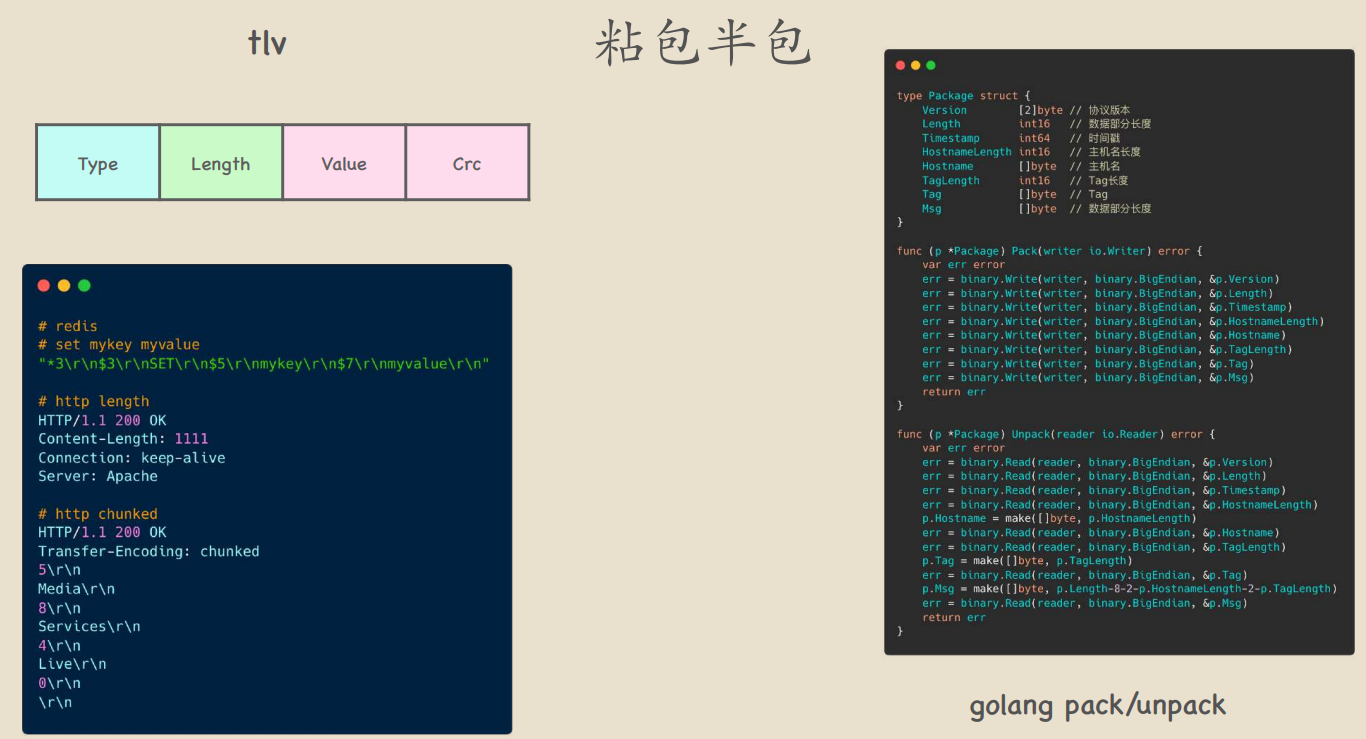 tlv
粘包半包
Type
Length
Value
Crc
# redis
# set mykey myvalue
"*3\r\n$3\r\nSET\r\n$5\r\nmykey\r\n$7\r\nmyvalue\r\n"
# http length
HTTP/1.1 200 OK
Content-Length: 1111
Connection: keep-alive
Server: Apache
# http chunked
HTTP/1.1 200 OK
Transfer-Encoding: chunked
5\r\n
Media\r\n
8\r\n
Services\r\n
4\r\n
Live\r\n
0\r\n
\r\n
type Package struct {
    Version        [2]byte // 协议版本
    Length         int16   // 数据部分长度
    Timestamp      int64   // 时间戳
    HostnameLength int16   // 主机名长度
    Hostname       []byte  // 主机名
    TagLength      int16   // Tag长度
    Tag            []byte  // Tag
    Msg            []byte  // 数据部分长度
}
func (p *Package) Pack(writer io.Writer) error {
    var err error
    err = binary.Write(writer, binary.BigEndian, &p.Version)
    err = binary.Write(writer, binary.BigEndian, &p.Length)
    err = binary.Write(writer, binary.BigEndian, &p.Timestamp)
    err = binary.Write(writer, binary.BigEndian, &p.HostnameLength)
    err = binary.Write(writer, binary.BigEndian, &p.Hostname)
    err = binary.Write(writer, binary.BigEndian, &p.TagLength)
    err = binary.Write(writer, binary.BigEndian, &p.Tag)
    err = binary.Write(writer, binary.BigEndian, &p.Msg)
    return err
}
func (p *Package) Unpack(reader io.Reader) error {
    var err error
    err = binary.Read(reader, binary.BigEndian, &p.Version)
    err = binary.Read(reader, binary.BigEndian, &p.Length)
    err = binary.Read(reader, binary.BigEndian, &p.Timestamp)
    err = binary.Read(reader, binary.BigEndian, &p.HostnameLength)
    p.Hostname = make([]byte, p.HostnameLength)
    err = binary.Read(reader, binary.BigEndian, &p.Hostname)
    err = binary.Read(reader, binary.BigEndian, &p.TagLength)
    p.Tag = make([]byte, p.TagLength)
    err = binary.Read(reader, binary.BigEndian, &p.Tag)
    p.Msg = make([]byte, p.Length-8-2-p.HostnameLength-2-p.TagLength)
    err = binary.Read(reader, binary.BigEndian, &p.Msg)
    return err
}
golang pack/unpack